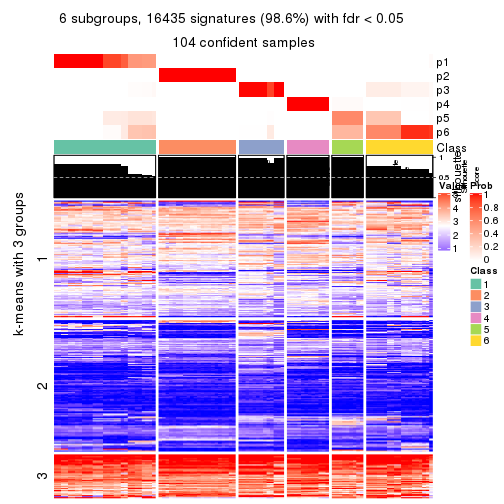 6 subgroups, 16435 signatures (98.6%) with fdr < 0.05
104 confident samples
p1
p2
p3
p4
p5
p6
Class
1
0.5
silhouette
score
k-means with 3 groups
1
2
3
Value
4
3
2
1
Prob
1
0.8
0.6
0.4
0.2
0
Class
1
2
3
4
5
6